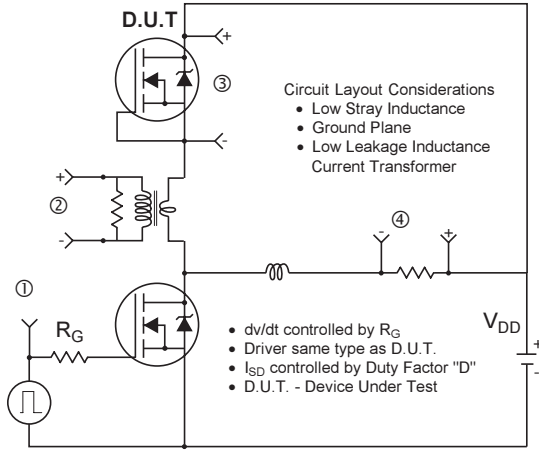 D.U.T
+
③
-
Circuit Layout Considerations
• Low Stray Inductance
• Ground Plane
• Low Leakage Inductance
Current Transformer
+
②
-
④
- +
①
R_G
• dv/dt controlled by R_G
• Driver same type as D.U.T.
• I_SD controlled by Duty Factor "D"
• D.U.T. - Device Under Test
V_DD
+
-